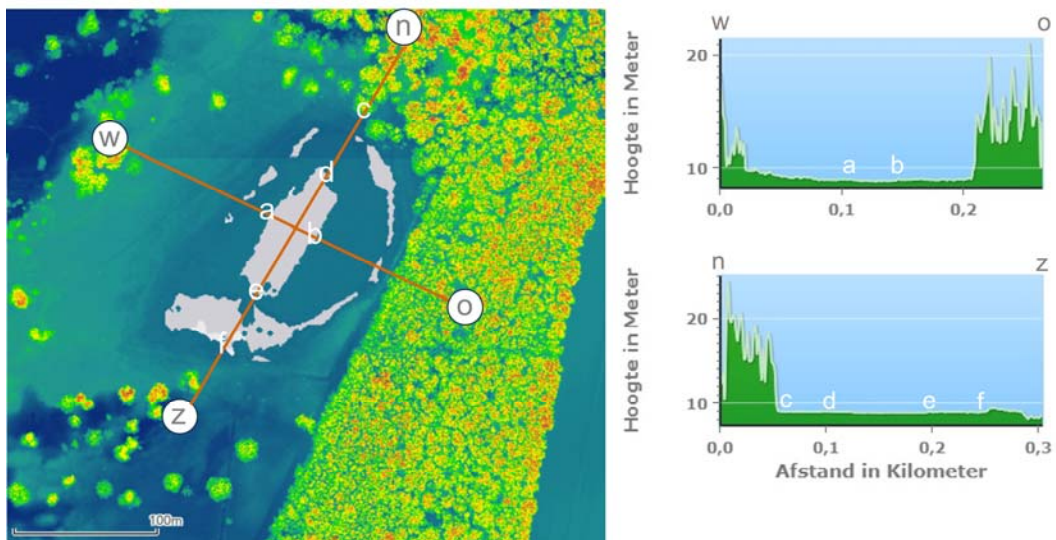 n
c
w
d
a
b
e
o
f
z
100m
w o
Hoogte in Meter
20
10
a b
0,0 0,1 0,2
n z
Hoogte in Meter
20
10
c d e f
0,0 0,1 0,2 0,3
Afstand in Kilometer